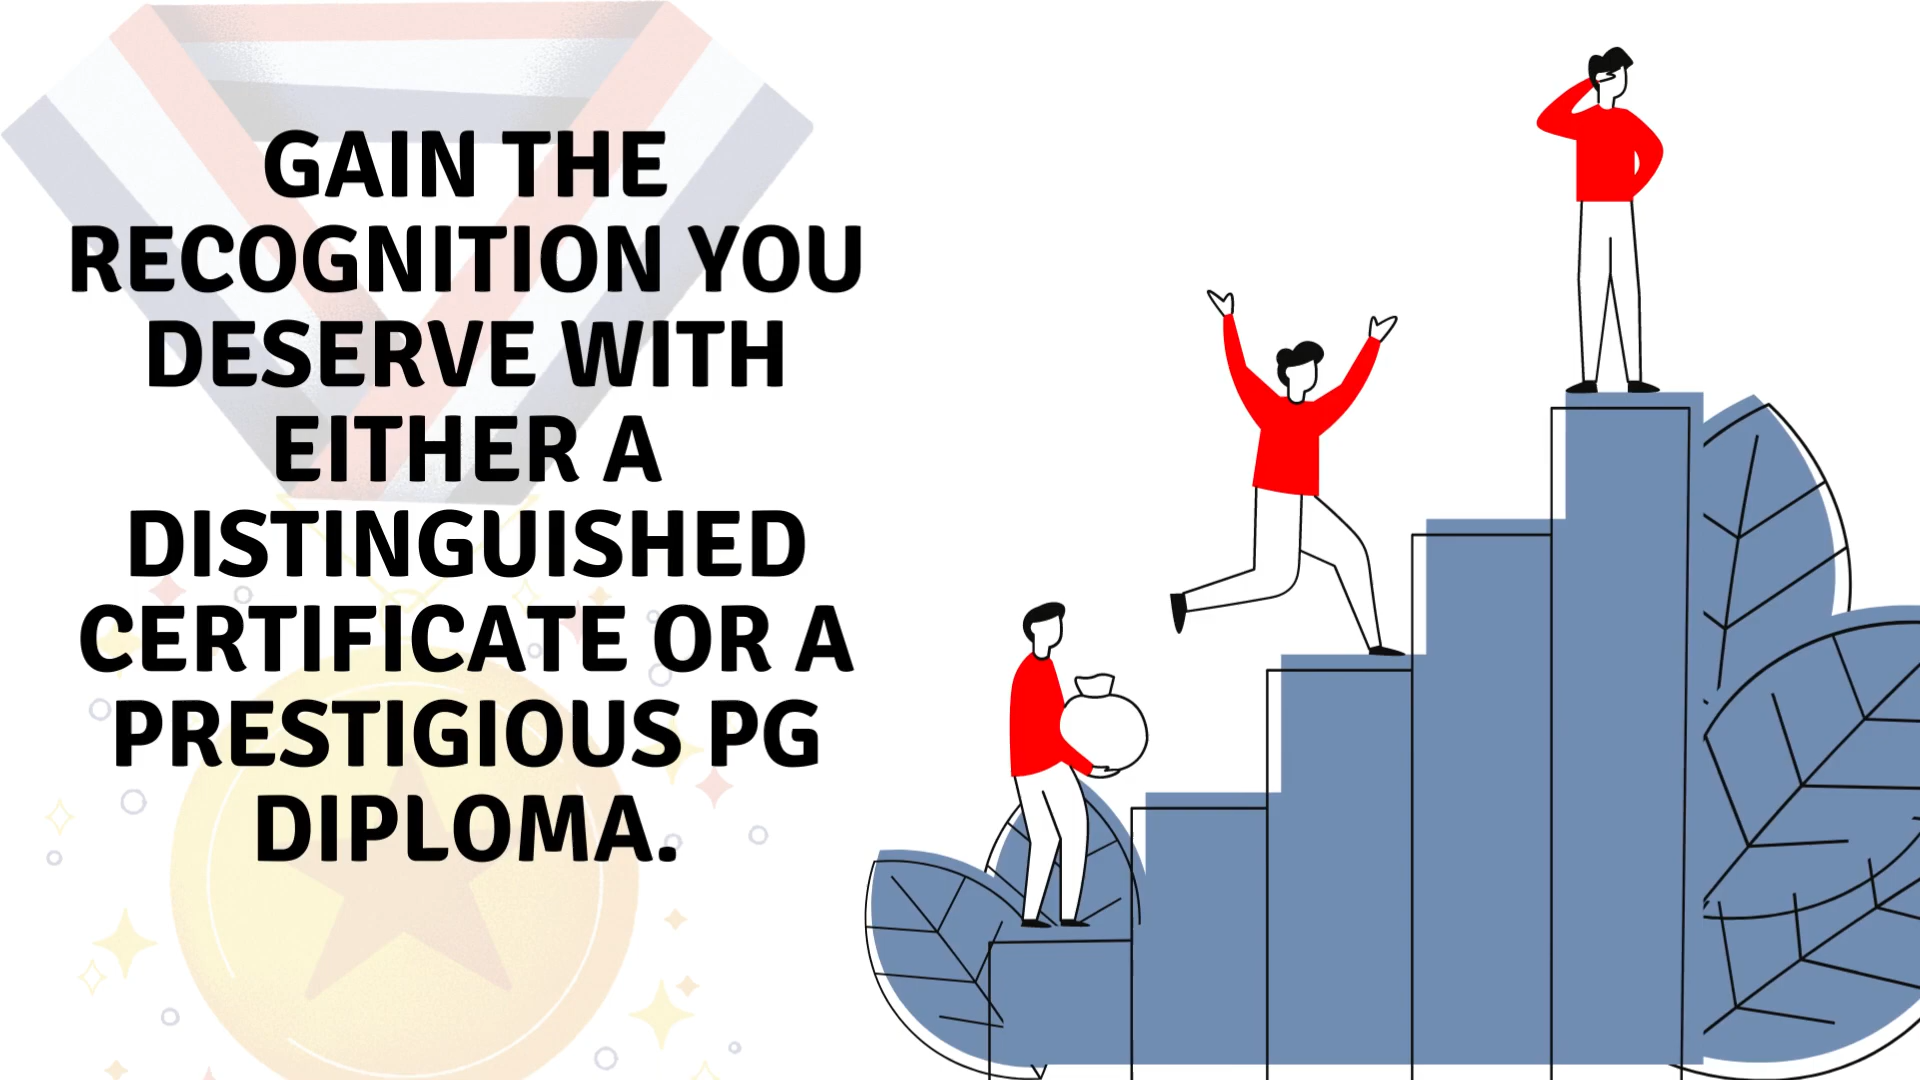 GAIN THE
RECOGNITION YOU
DESERVE WITH
EITHER A
DISTINGUISHED
CERTIFICATE OR A
PRESTIGIOUS PG
DIPLOMA.